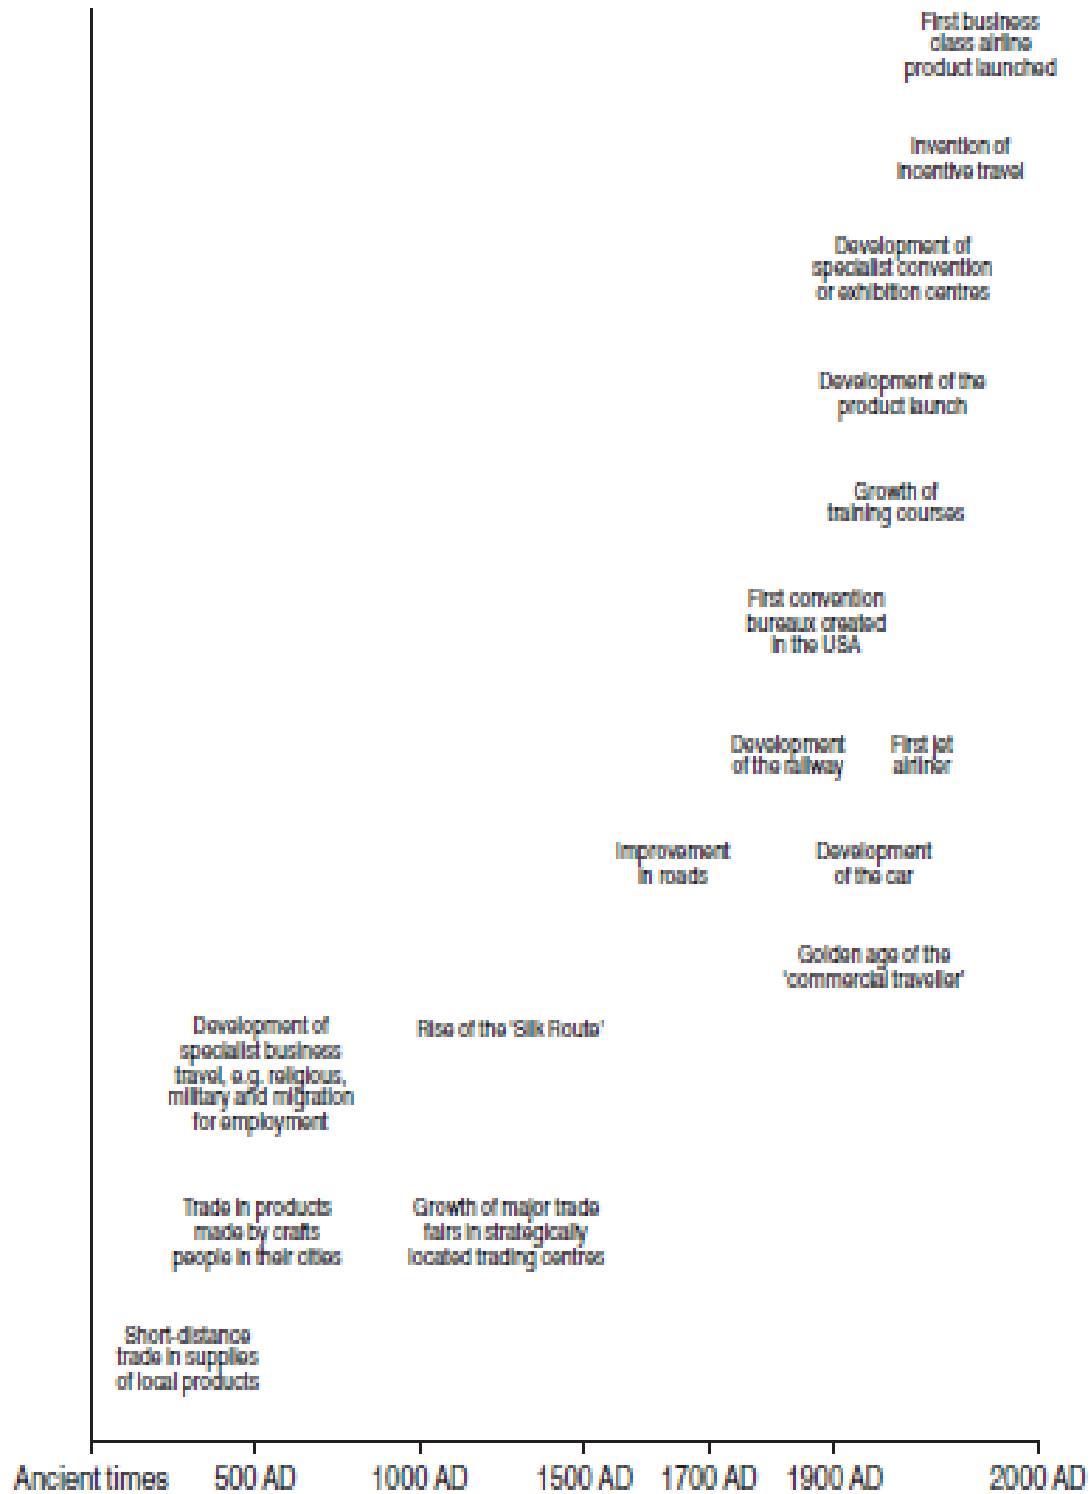 First business
class airline
product launched
Invention of
incentive travel
Development of
specialist convention
or exhibition centres
Development of the
product launch
Growth of
training courses
First convention
bureaux created
in the USA
Development
of the railway
First jet
airliner
Improvement
in roads
Development
of the car
Golden age of the
'commercial traveller'
Development of
specialist business
travel, e.g. religious,
military and migration
for employment
Rise of the 'Silk Route'
Trade in products
made by crafts
people in their cities
Growth of major trade
fairs in strategically
located trading centres
Short-distance
trade in supplies
of local products
Ancient times 500 AD 1000 AD 1500 AD 1700 AD 1900 AD 2000 AD